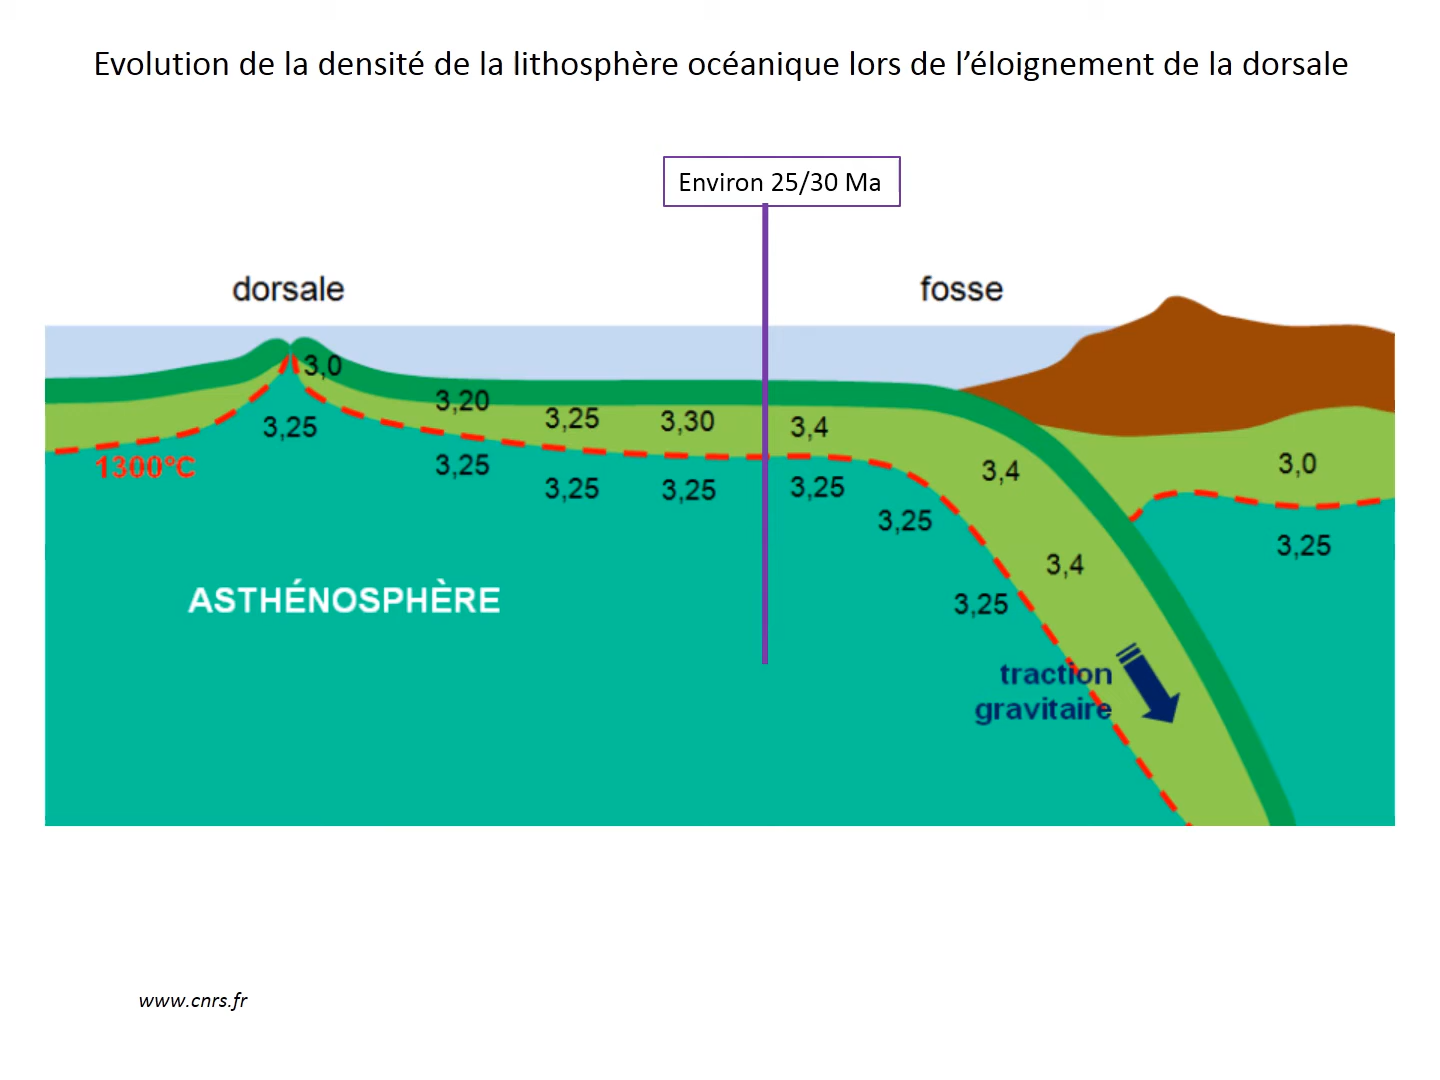 Evolution de la densité de la lithosphère océanique lors de l’éloignement de la dorsale
Environ 25/30 Ma
dorsale
fosse
3,0
3,20
3,25
3,30
3,4
3,25
1300°C
3,25
3,25
3,25
3,25
3,4
3,0
3,25
3,25
3,4
3,25
ASTHÉNOSPHÈRE
traction
gravitaire
www.cnrs.fr